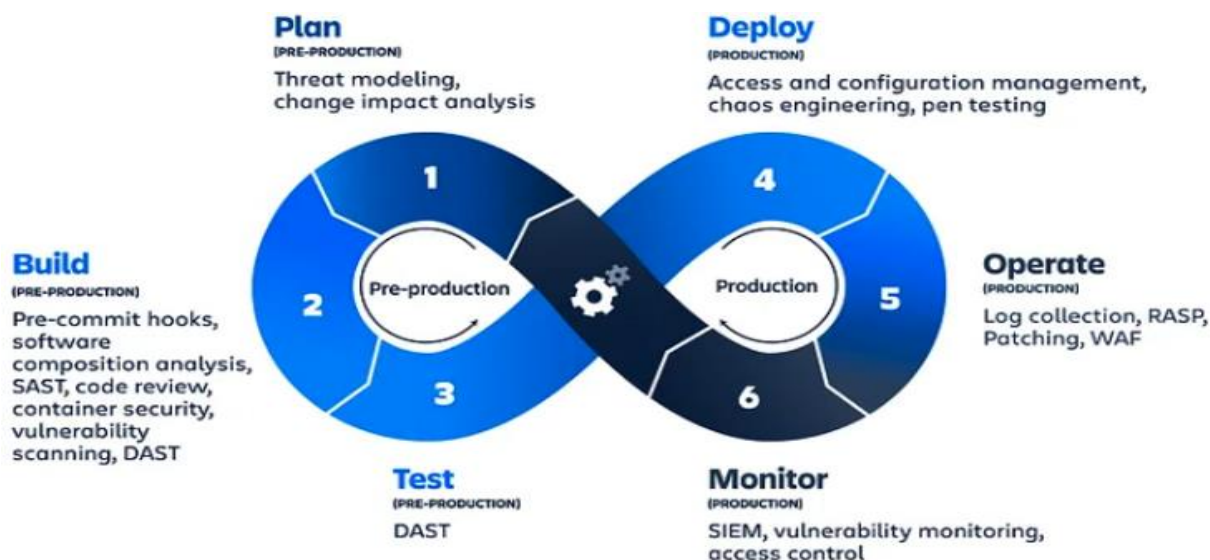 Plan
(PRE-PRODUCTION)
Threat modeling,
change impact analysis
Deploy
(PRODUCTION)
Access and configuration management,
chaos engineering, pen testing
1
4
Build
(PRE-PRODUCTION)
Pre-commit hooks,
software
composition analysis,
SAST, code review,
container security,
vulnerability
scanning, DAST
2
Pre-production
Production
5
Operate
(PRODUCTION)
Log collection, RASP,
Patching, WAF
3
6
Test
(PRE-PRODUCTION)
DAST
Monitor
(PRODUCTION)
SIEM, vulnerability monitoring,
access control